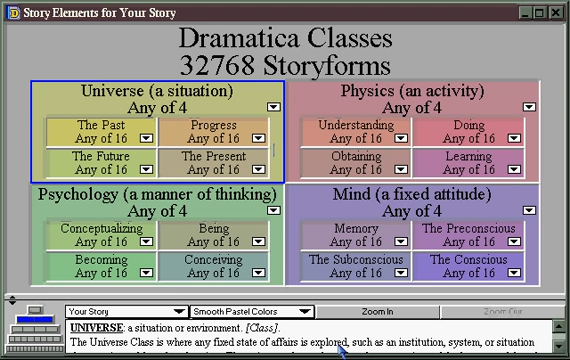 Story Elements for Your Story
Dramatica Classes
32768 Storyforms
Universe (a situation)
Any of 4
The Past
Any of 16
Progress
Any of 16
The Future
Any of 16
The Present
Any of 16
Physics (an activity)
Any of 4
Understanding
Any of 16
Doing
Any of 16
Obtaining
Any of 16
Learning
Any of 16
Psychology (a manner of thinking)
Any of 4
Conceptualizing
Any of 16
Being
Any of 16
Becoming
Any of 16
Conceiving
Any of 16
Mind (a fixed attitude)
Any of 4
Memory
Any of 16
The Preconscious
Any of 16
The Subconscious
Any of 16
The Conscious
Any of 16
Your Story
Smooth Pastel Colors
Zoom In
Zoom Out
UNIVERSE: a situation or environment. [Class].
The Universe Class is where any fixed state of affairs is explored, such as an institution, system, or situation